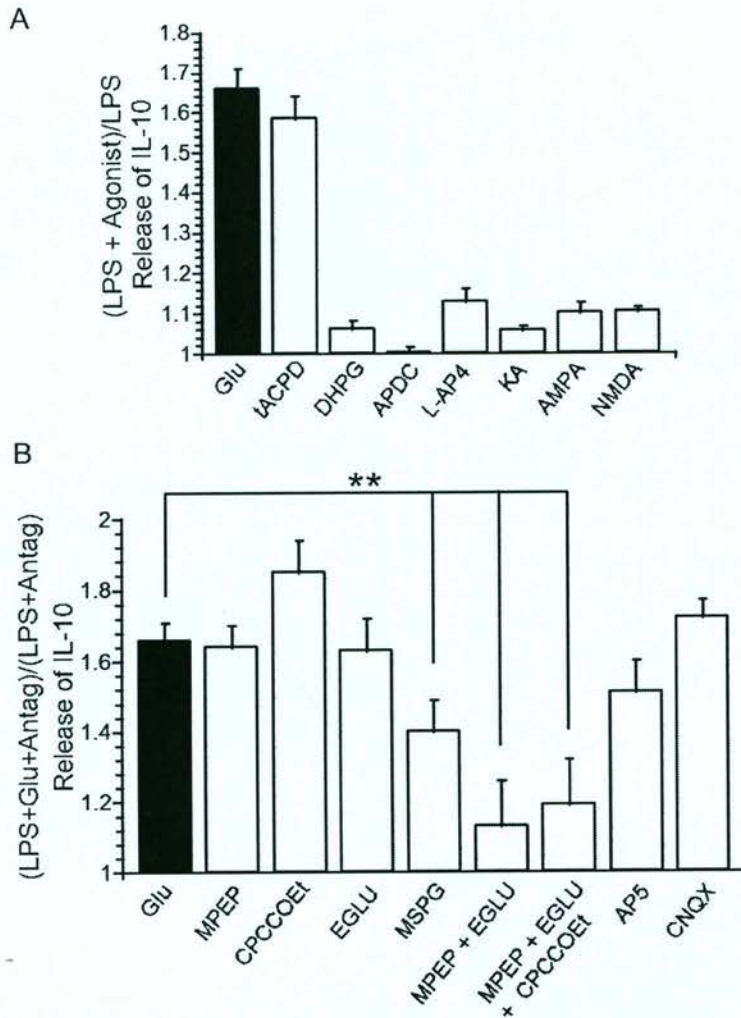 A
(LPS + Agonist)/LPS
Release of IL-10
1.8
1.7
1.6
1.5
1.4
1.3
1.2
1.1
1
Glu
tACPD
DHPG
APDC
L-AP4
KA
AMPA
NMDA
B
**
(LPS+Glu+Antag)/(LPS+Antag)
Release of IL-10
2
1.8
1.6
1.4
1.2
1
Glu
MPEP
CPCCOEt
EGLU
MSPG
MPEP + EGLU
MPEP + EGLU
+ CPCCOEt
AP5
CNQX